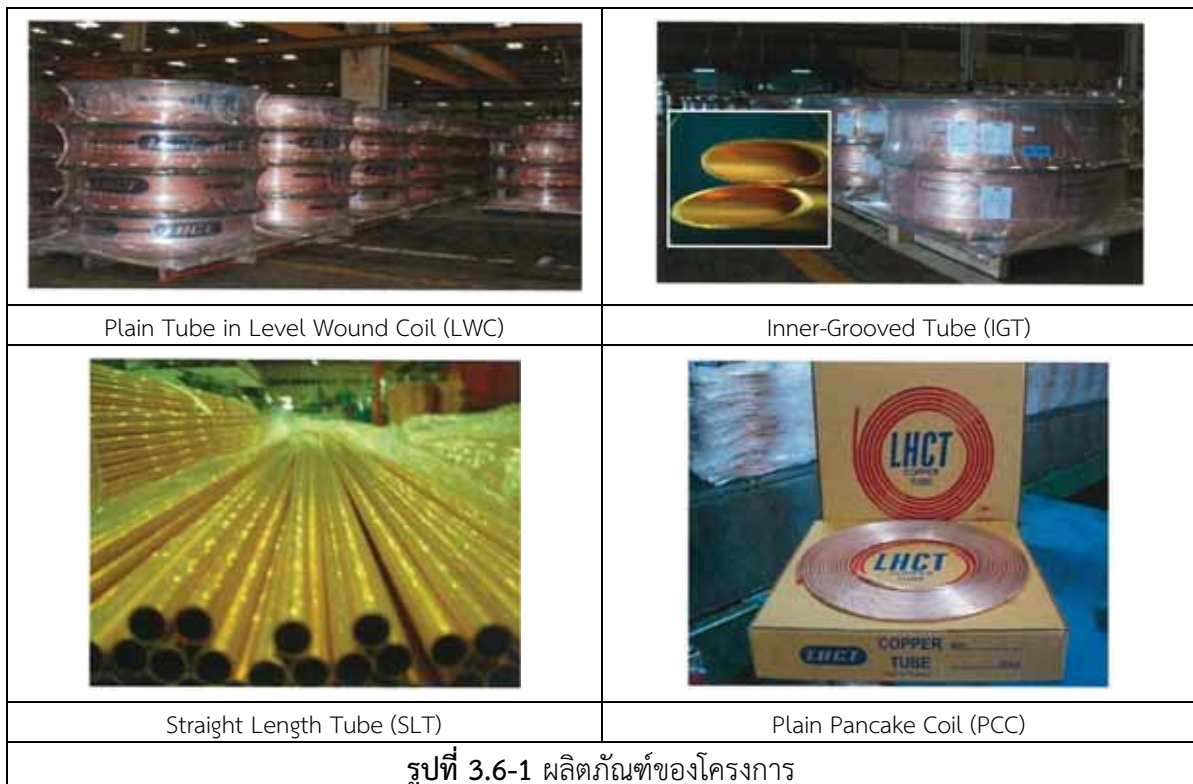 LHCT
Plain Tube in Level Wound Coil (LWC)
Inner-Grooved Tube (IGT)
LHCT
COPPER
TUBE
LHCT
LHCT
COPPER
TUBE
Straight Length Tube (SLT)
Plain Pancake Coil (PCC)
รูปที่ 3.6-1 ผลิตภัณฑ์ของโครงการ